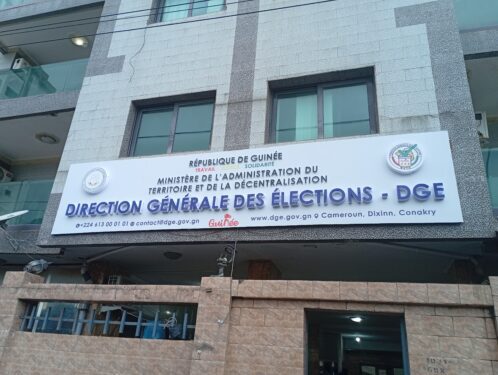 RÉPUBLIQUE DE GUINÉE
TRAVAIL SOLIDARITÉ
MINISTÈRE DE L'ADMINISTRATION DU
TERRITOIRE ET DE LA DÉCENTRALISATION
DIRECTION GÉNÉRALE DES ÉLECTIONS - DGE
+224 613 00 01 01 contact@dge.gov.gn Guinée www.dge.gov.gn Cameroun, Dixinn, Conakry